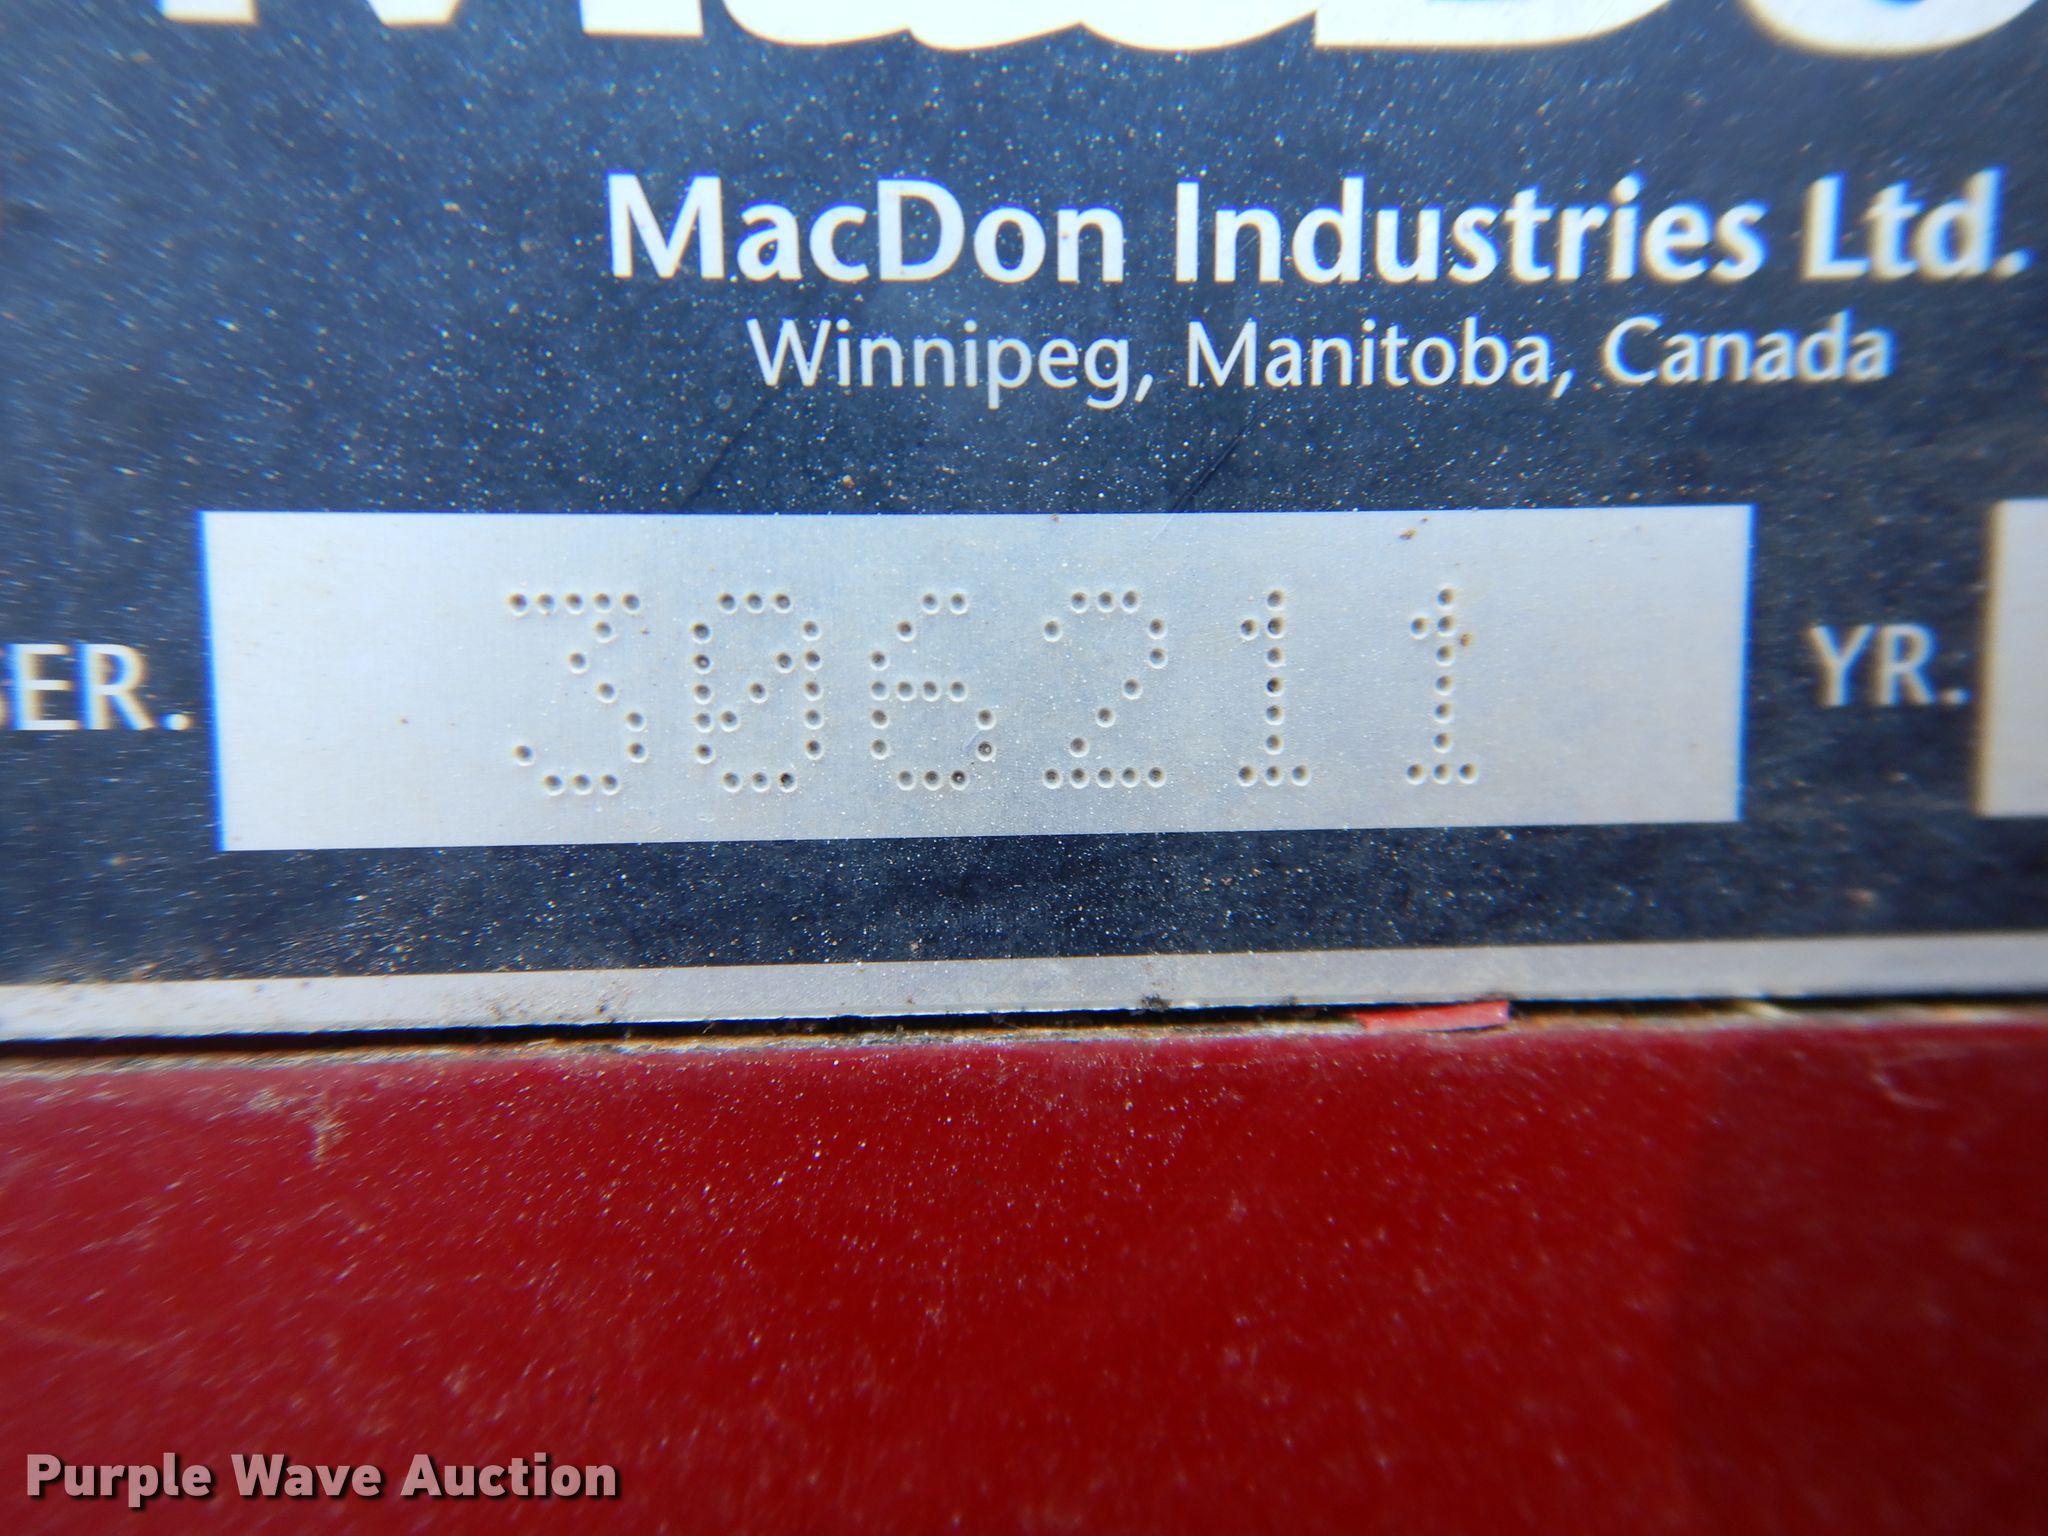 MacDon Industries Ltd.
Winnipeg, Manitoba, Canada
SER. 306211 YR.
Purple Wave Auction